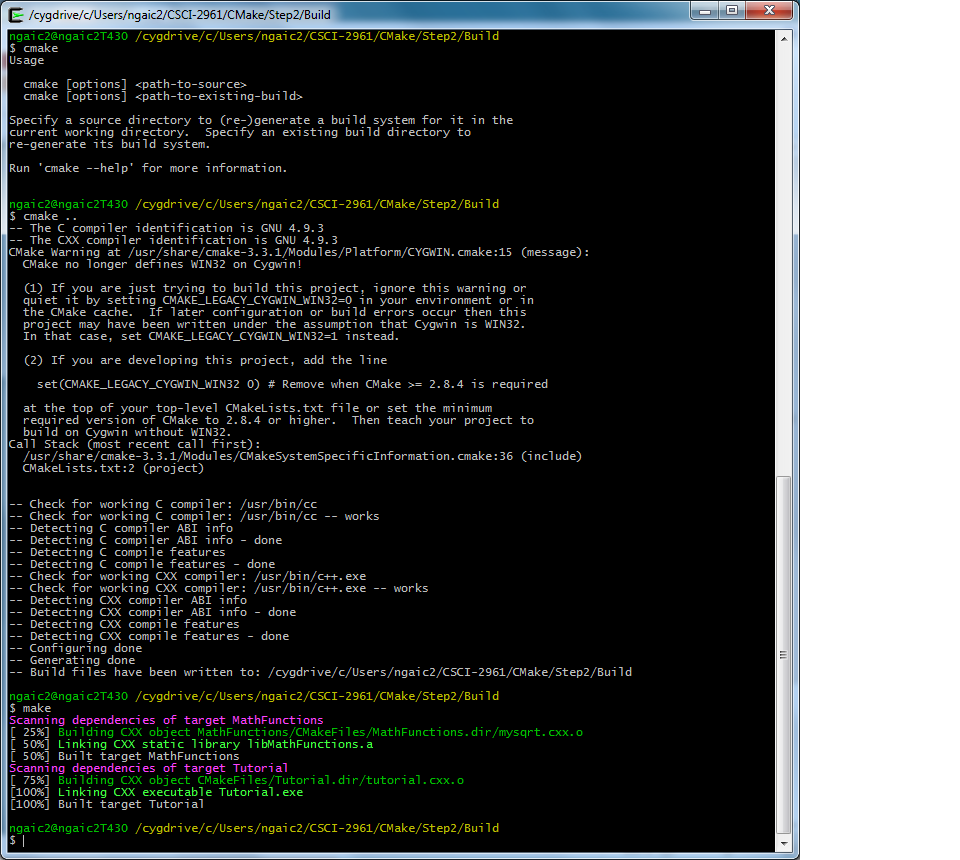 /cygdrive/c/Users/ngaic2/CSCI-2961/CMake/Step2/Build
ngaic2@ngaic2T430 /cygdrive/c/Users/ngaic2/CSCI-2961/CMake/Step2/Build
$ cmake
Usage

  cmake [options] <path-to-source>
  cmake [options] <path-to-existing-build>

Specify a source directory to (re-)generate a build system for it in the
current working directory.  Specify an existing build directory to
re-generate its build system.

Run 'cmake --help' for more information.


ngaic2@ngaic2T430 /cygdrive/c/Users/ngaic2/CSCI-2961/CMake/Step2/Build
$ cmake ..
-- The C compiler identification is GNU 4.9.3
-- The CXX compiler identification is GNU 4.9.3
CMake Warning at /usr/share/cmake-3.3.1/Modules/Platform/CYGWIN.cmake:15 (message):
  CMake no longer defines WIN32 on Cygwin!

  (1) If you are just trying to build this project, ignore this warning or
  quiet it by setting CMAKE_LEGACY_CYGWIN_WIN32=0 in your environment or in
  the CMake cache.  If later configuration or build errors occur then this
  project may have been written under the assumption that Cygwin is WIN32.
  In that case, set CMAKE_LEGACY_CYGWIN_WIN32=1 instead.

  (2) If you are developing this project, add the line

    set(CMAKE_LEGACY_CYGWIN_WIN32 0) # Remove when CMake >= 2.8.4 is required

  at the top of your top-level CMakeLists.txt file or set the minimum
  required version of CMake to 2.8.4 or higher.  Then teach your project to
  build on Cygwin without WIN32.
Call Stack (most recent call first):
  /usr/share/cmake-3.3.1/Modules/CMakeSystemSpecificInformation.cmake:36 (include)
  CMakeLists.txt:2 (project)


-- Check for working C compiler: /usr/bin/cc
-- Check for working C compiler: /usr/bin/cc -- works
-- Detecting C compiler ABI info
-- Detecting C compiler ABI info - done
-- Detecting C compile features
-- Detecting C compile features - done
-- Check for working CXX compiler: /usr/bin/c++.exe
-- Check for working CXX compiler: /usr/bin/c++.exe -- works
-- Detecting CXX compiler ABI info
-- Detecting CXX compiler ABI info - done
-- Detecting CXX compile features
-- Detecting CXX compile features - done
-- Configuring done
-- Generating done
-- Build files have been written to: /cygdrive/c/Users/ngaic2/CSCI-2961/CMake/Step2/Build

ngaic2@ngaic2T430 /cygdrive/c/Users/ngaic2/CSCI-2961/CMake/Step2/Build
$ make
Scanning dependencies of target MathFunctions
[ 25%] Building CXX object MathFunctions/CMakeFiles/MathFunctions.dir/mysqrt.cxx.o
[ 50%] Linking CXX static library libMathFunctions.a
[ 50%] Built target MathFunctions
Scanning dependencies of target Tutorial
[ 75%] Building CXX object CMakeFiles/Tutorial.dir/tutorial.cxx.o
[100%] Linking CXX executable Tutorial.exe
[100%] Built target Tutorial

ngaic2@ngaic2T430 /cygdrive/c/Users/ngaic2/CSCI-2961/CMake/Step2/Build
$